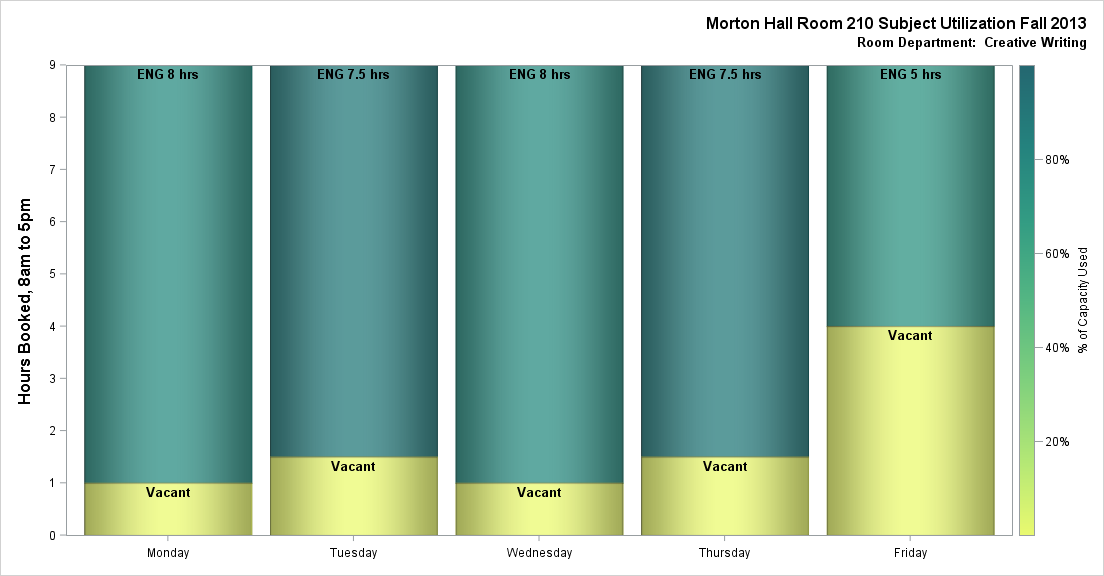 Morton Hall Room 210 Subject Utilization Fall 2013
Room Department:  Creative Writing
Hours Booked, 8am to 5pm
9
8
7
6
5
4
3
2
1
0
ENG 8 hrs
ENG 7.5 hrs
ENG 8 hrs
ENG 7.5 hrs
ENG 5 hrs
Vacant
Vacant
Vacant
Vacant
Vacant
Monday
Tuesday
Wednesday
Thursday
Friday
80%
60%
40%
20%
% of Capacity Used